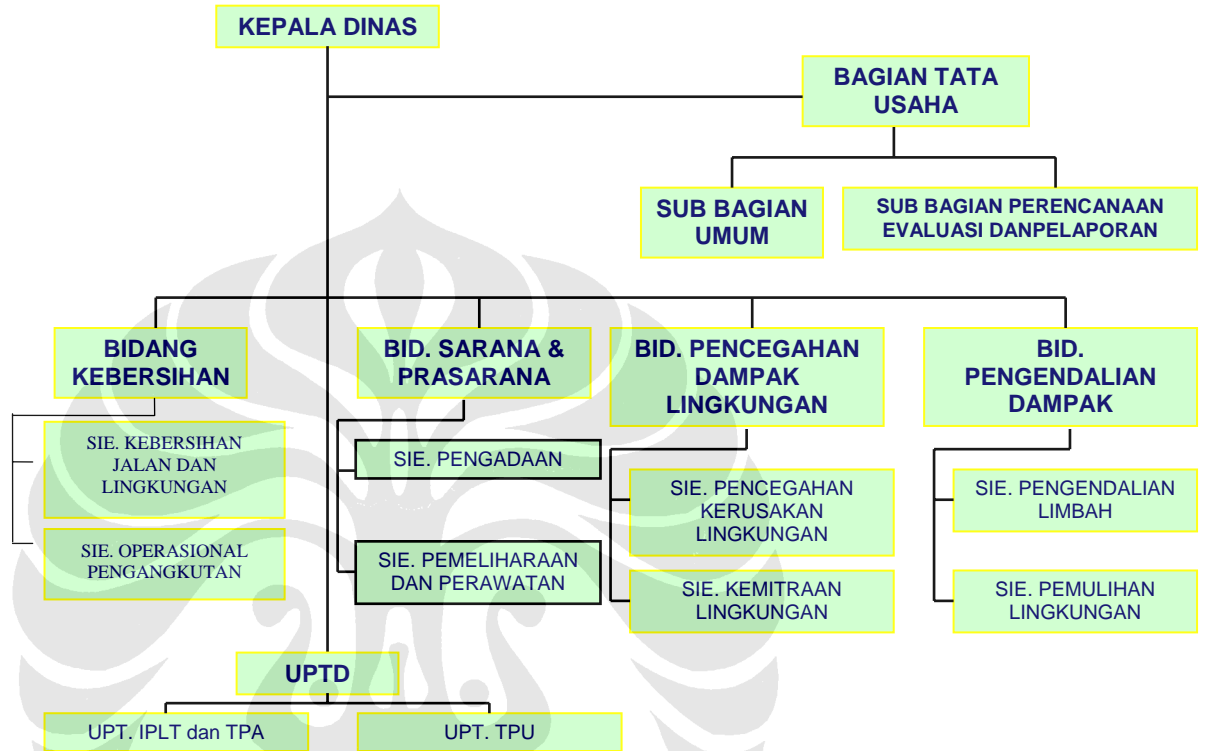 KEPALA DINAS
BAGIAN TATA
USAHA
SUB BAGIAN
UMUM
SUB BAGIAN PERENCANAAN
EVALUASI DANPELAPORAN
BIDANG
KEBERSIHAN
BID. SARANA &
PRASARANA
BID. PENCEGAHAN
DAMPAK
LINGKUNGAN
BID.
PENGENDALIAN
DAMPAK
SIE. KEBERSIHAN
JALAN DAN
LINGKUNGAN
SIE. OPERASIONAL
PENGANGKUTAN
SIE. PENGADAAN
SIE. PEMELIHARAAN
DAN PERAWATAN
SIE. PENCEGAHAN
KERUSAKAN
LINGKUNGAN
SIE. KEMITRAAN
LINGKUNGAN
SIE. PENGENDALIAN
LIMBAH
SIE. PEMULIHAN
LINGKUNGAN
UPTD
UPT. IPLT dan TPA
UPT. TPU